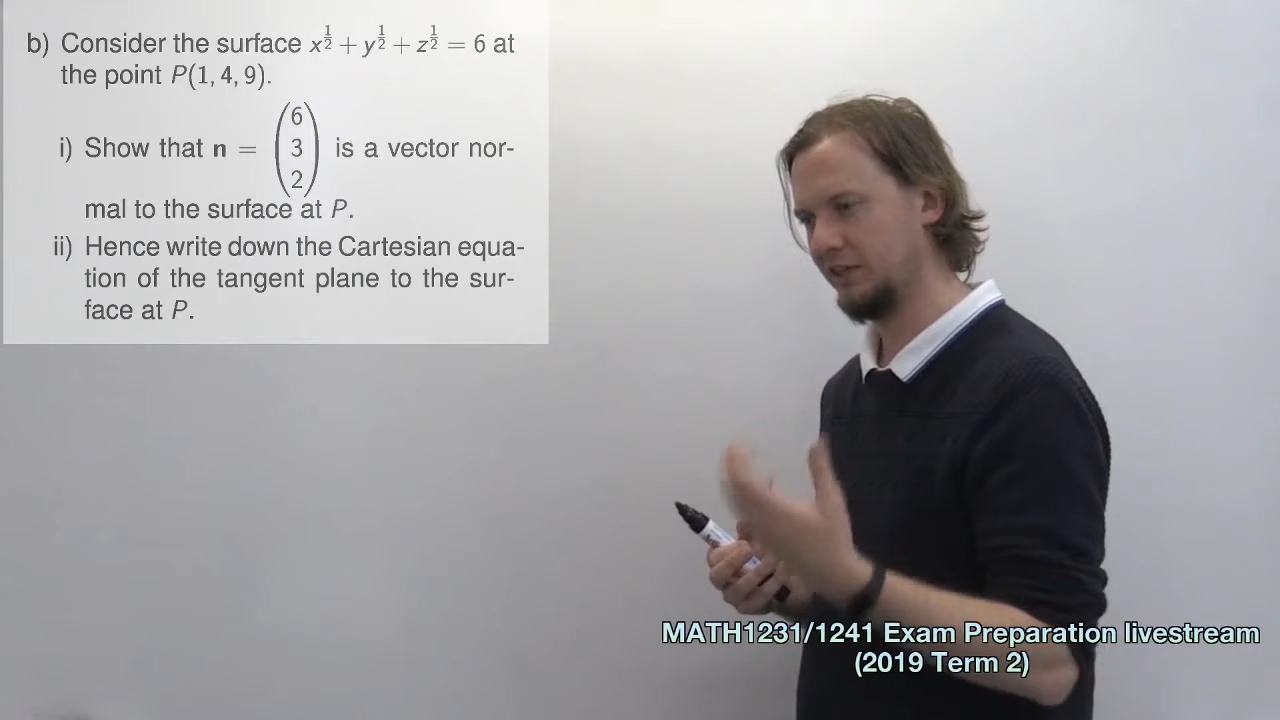 b) Consider the surface x^{1/2} + y^{1/2} + z^{1/2} = 6 at
the point P(1, 4, 9).
i) Show that n = (6 3 2) is a vector nor-
mal to the surface at P.
ii) Hence write down the Cartesian equa-
tion of the tangent plane to the sur-
face at P.
MATH1231/1241 Exam Preparation livestream
(2019 Term 2)